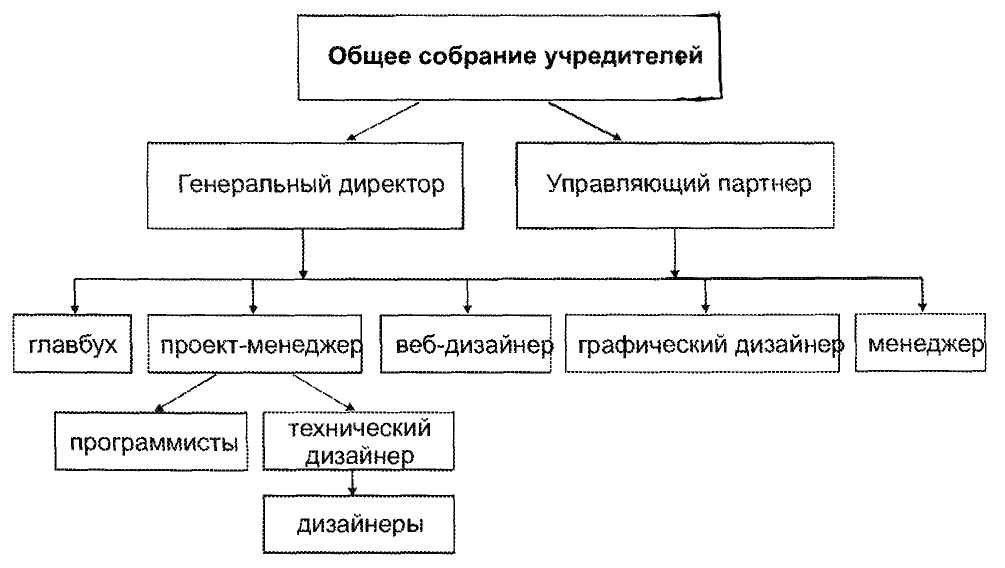 Общее собрание учредителей
Генеральный директор
Управляющий партнер
главбух
проект-менеджер
веб-дизайнер
графический дизайнер
менеджер
программисты
технический
дизайнер
дизайнеры